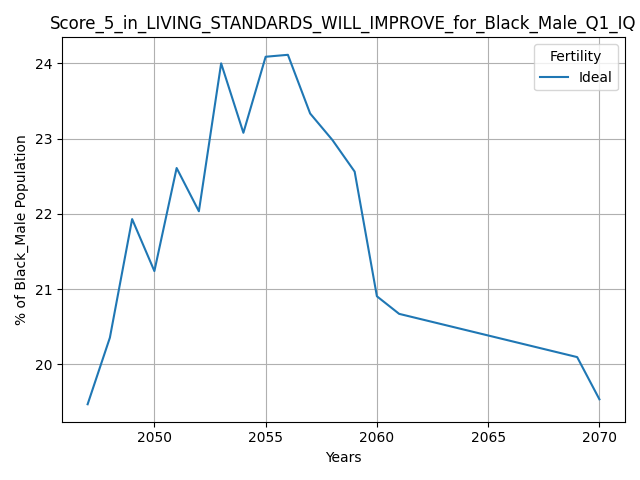 Score_5_in_LIVING_STANDARDS_WILL_IMPROVE_for_Black_Male_Q1_IQ
Fertility
Ideal
% of Black_Male Population
24
23
22
21
20
2050 2055 2060 2065 2070
Years